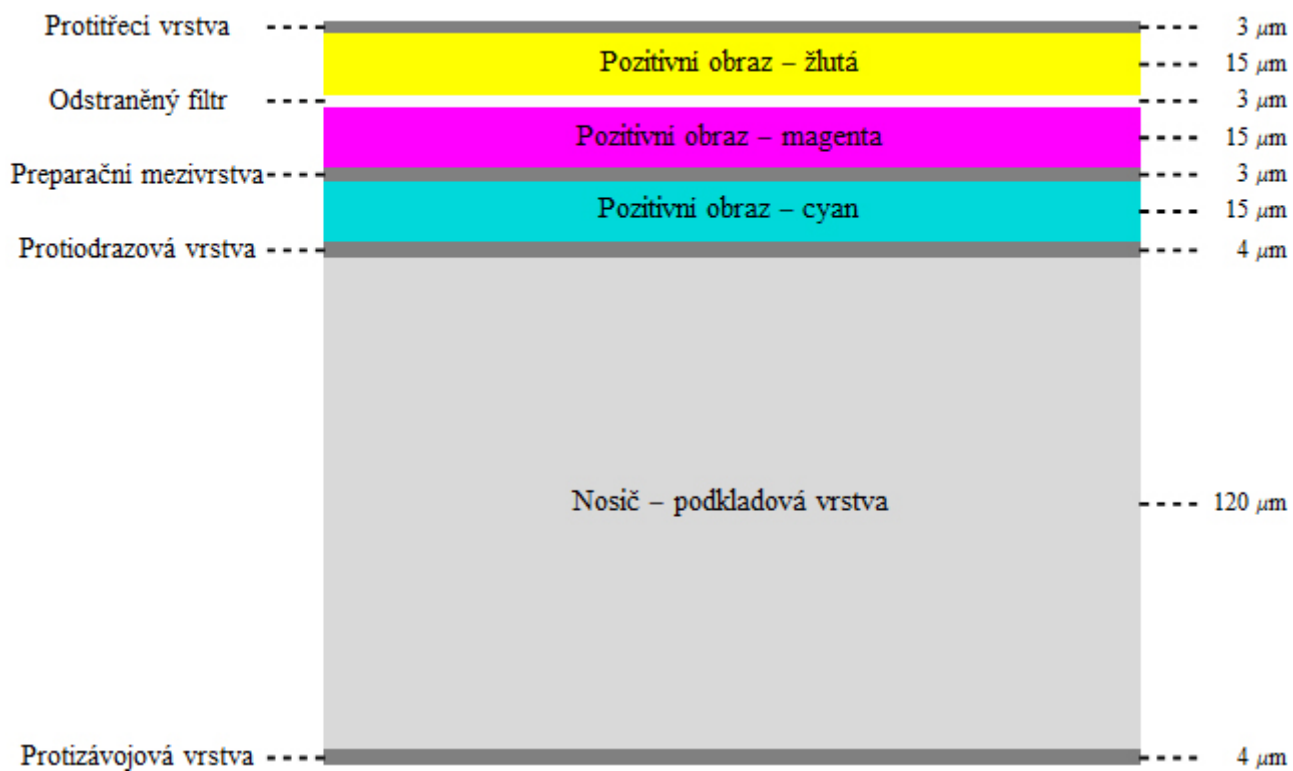 Protitřecí vrstva 3 μm
Pozitivní obraz – žlutá 15 μm
Odstraněný filtr 3 μm
Pozitivní obraz – magenta 15 μm
Preparační mezivrstva 3 μm
Pozitivní obraz – cyan 15 μm
Protiodrazová vrstva 4 μm
Nosič – podkladová vrstva 120 μm
Protizávojová vrstva 4 μm